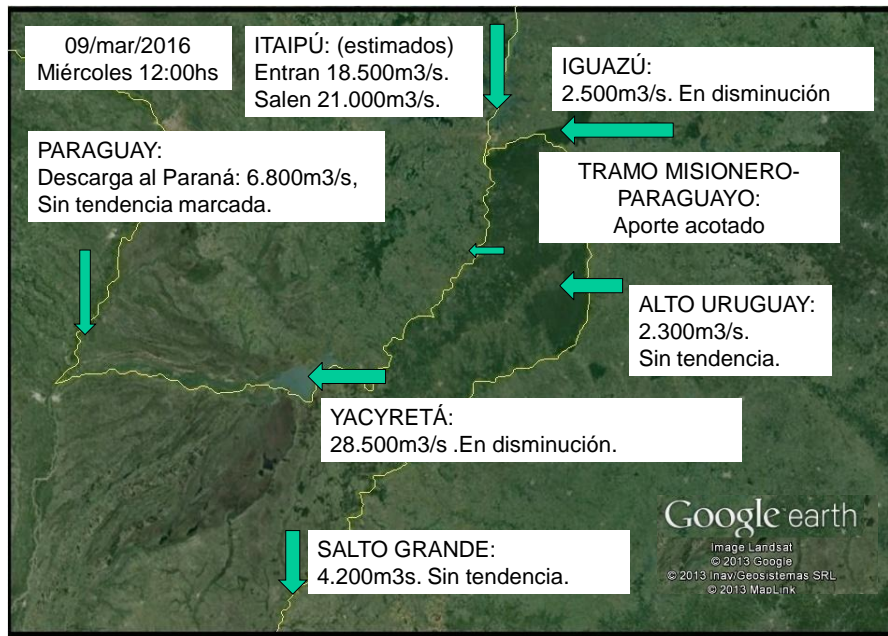 09/mar/2016
Miércoles 12:00hs
ITAIPÚ: (estimados)
Entran 18.500m3/s.
Salen 21.000m3/s.
IGUAZÚ:
2.500m3/s. En disminución
PARAGUAY:
Descarga al Paraná: 6.800m3/s,
Sin tendencia marcada.
TRAMO MISIONERO-
PARAGUAYO:
Aporte acotado
ALTO URUGUAY:
2.300m3/s.
Sin tendencia.
YACYRETÁ:
28.500m3/s .En disminución.
SALTO GRANDE:
4.200m3s. Sin tendencia.
Google earth
Image Landsat
© 2013 Google
© 2013 Inav/Geosistemas SRL
© 2013 MapLink